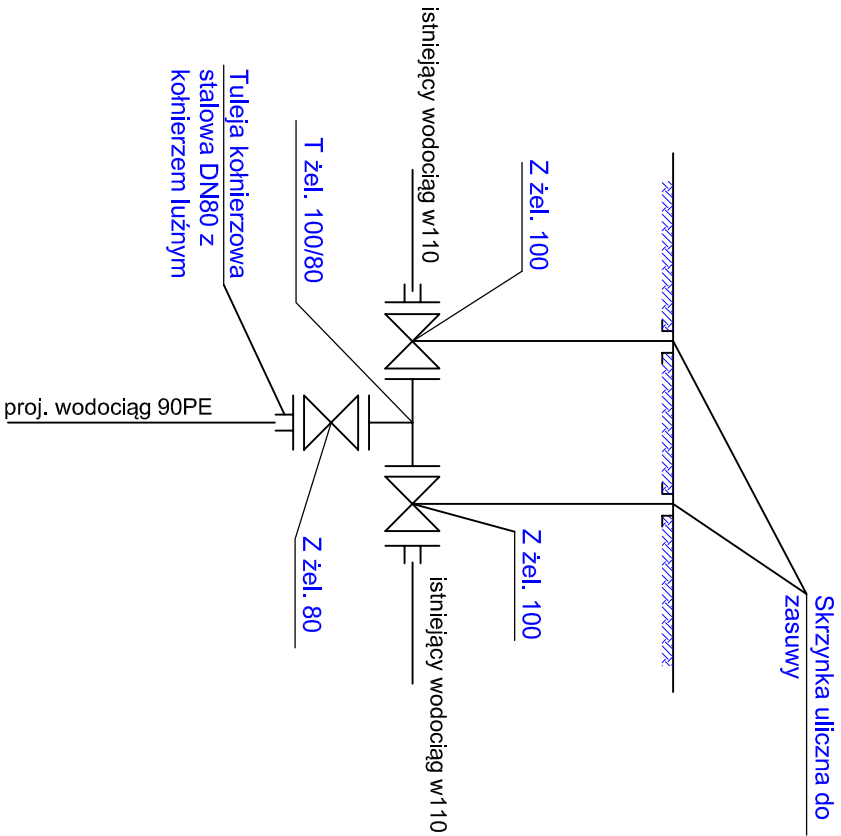 Skrzynka uliczna do
zasuwy
Z żel. 100
Z żel. 100
istniejący wodociąg w110
istniejący wodociąg w110
T żel. 100/80
Z żel. 80
Tuleja kołnierzowa
stalowa DN80 z
kołnierzem luźnym
proj. wodociąg 90PE